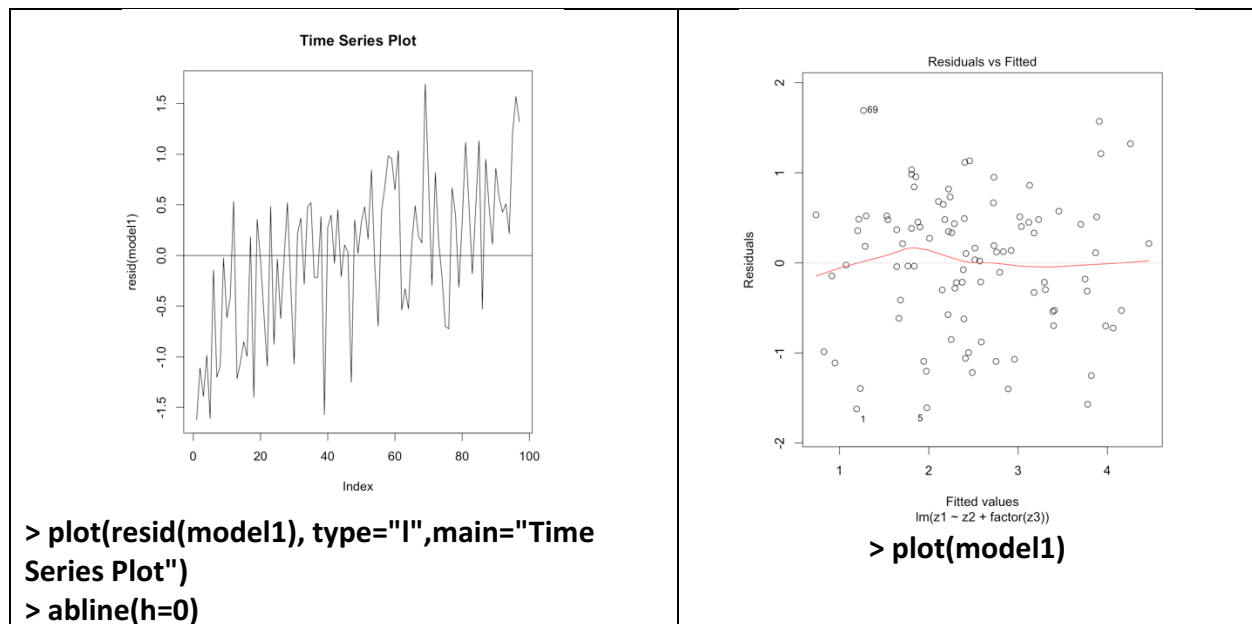 Time Series Plot
resid(model1)
1.5
1.0
0.5
0.0
-0.5
-1.0
-1.5
0
20
40
60
80
100
Index
> plot(resid(model1), type="l",main="Time
Series Plot")
> abline(h=0)
Residuals vs Fitted
Residuals
2
1
0
-1
-2
69
1
5
1
2
3
4
Fitted values
lm(z1 ~ z2 + factor(z3))
> plot(model1)